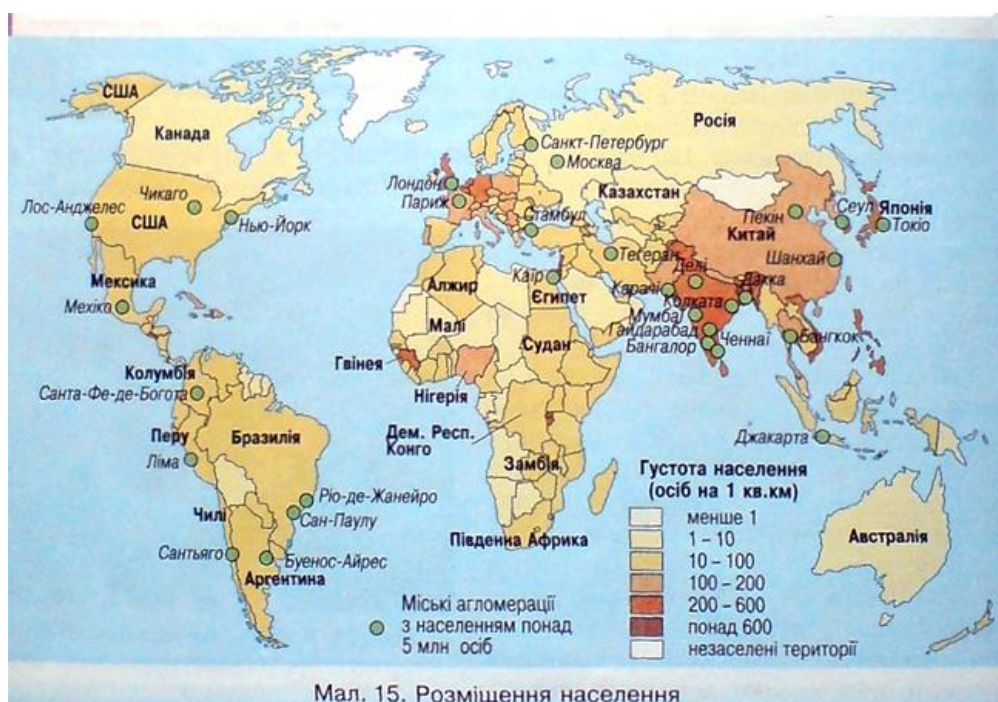 США
Канада
Росія
Санкт-Петербург
Москва
Лондон
Париж
Казахстан
Чикаго
Лос-Анджелес
США
Нью-Йорк
Стамбул
Пекін
Сеул
Японія
Токіо
Китай
Тегеран
Делі
Шанхай
Мексика
Мехіко
Алжир
Каїр
Єгипет
Карачі
Дакка
Колката
Мумбаї
Гайдарабад
Бангалор
Ченнаї
Бангкок
Малі
Судан
Гвінея
Нігерія
Колумбія
Санта-Фе-де-Богота
Перу
Бразилія
Ліма
Дем. Респ.
Конго
Замбія
Джакарта
Ріо-де-Жанейро
Сан-Паулу
Чилі
Сантьяго
Буенос-Айрес
Аргентина
Південна Африка
Австралія
Густота населення
(осіб на 1 кв.км)
менше 1
1 – 10
10 – 100
100 – 200
200 – 600
понад 600
незаселені території
Міські агломерації
з населенням понад
5 млн осіб
Мал. 15. Розміщення населення